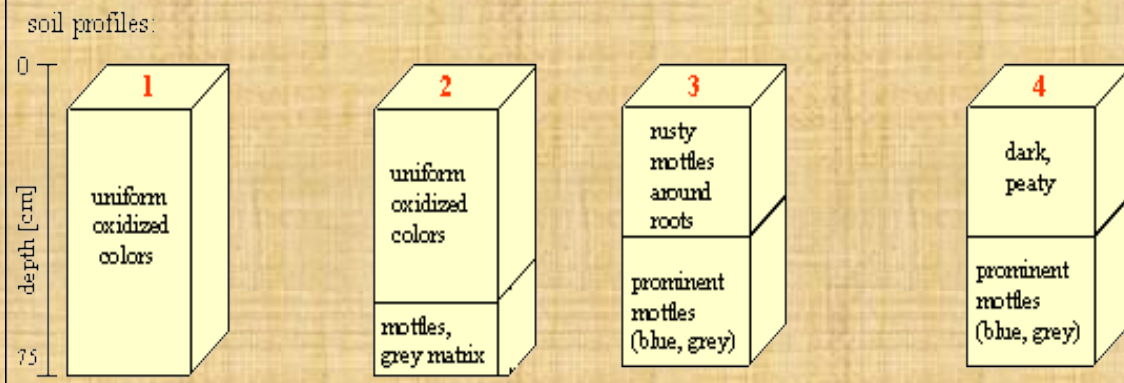 soil profiles:
0
depth [cm]
75
1
uniform
oxidized
colors
2
uniform
oxidized
colors
mottles,
grey matrix
3
rusty
mottles
around
roots
prominent
mottles
(blue, grey)
4
dark,
peaty
prominent
mottles
(blue, grey)